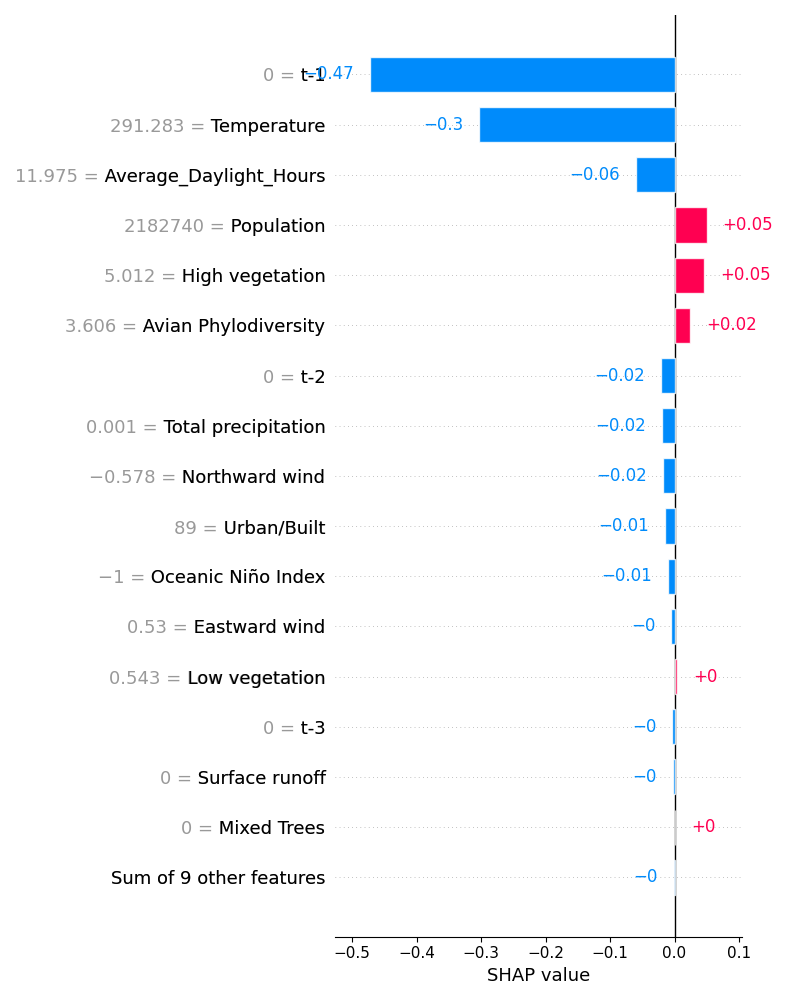 0 = t-1 −0.47
291.283 = Temperature −0.3
11.975 = Average_Daylight_Hours −0.06
2182740 = Population +0.05
5.012 = High vegetation +0.05
3.606 = Avian Phylodiversity +0.02
0 = t-2 −0.02
0.001 = Total precipitation −0.02
−0.578 = Northward wind −0.02
89 = Urban/Built −0.01
−1 = Oceanic Niño Index −0.01
0.53 = Eastward wind −0
0.543 = Low vegetation +0
0 = t-3 −0
0 = Surface runoff −0
0 = Mixed Trees +0
Sum of 9 other features −0
−0.5 −0.4 −0.3 −0.2 −0.1 0.0 0.1
SHAP value